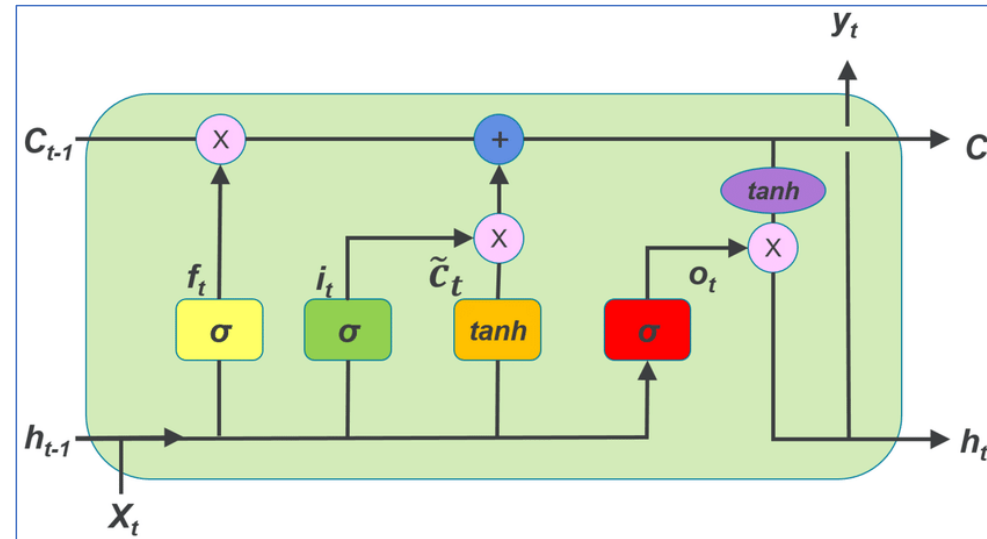 yt
Ct-1
X
+
C
tanh
X
X
ft
it
c̃t
ot
σ
σ
tanh
σ
ht-1
ht
Xt